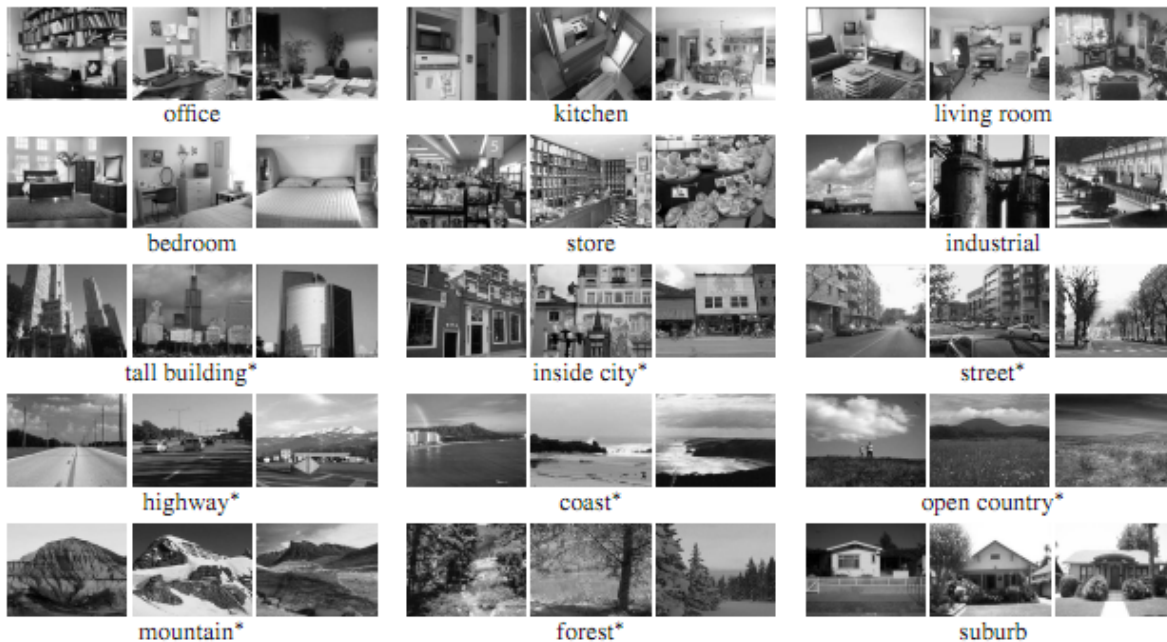 office kitchen living room
bedroom store industrial
tall building* inside city* street*
highway* coast* open country*
mountain* forest* suburb